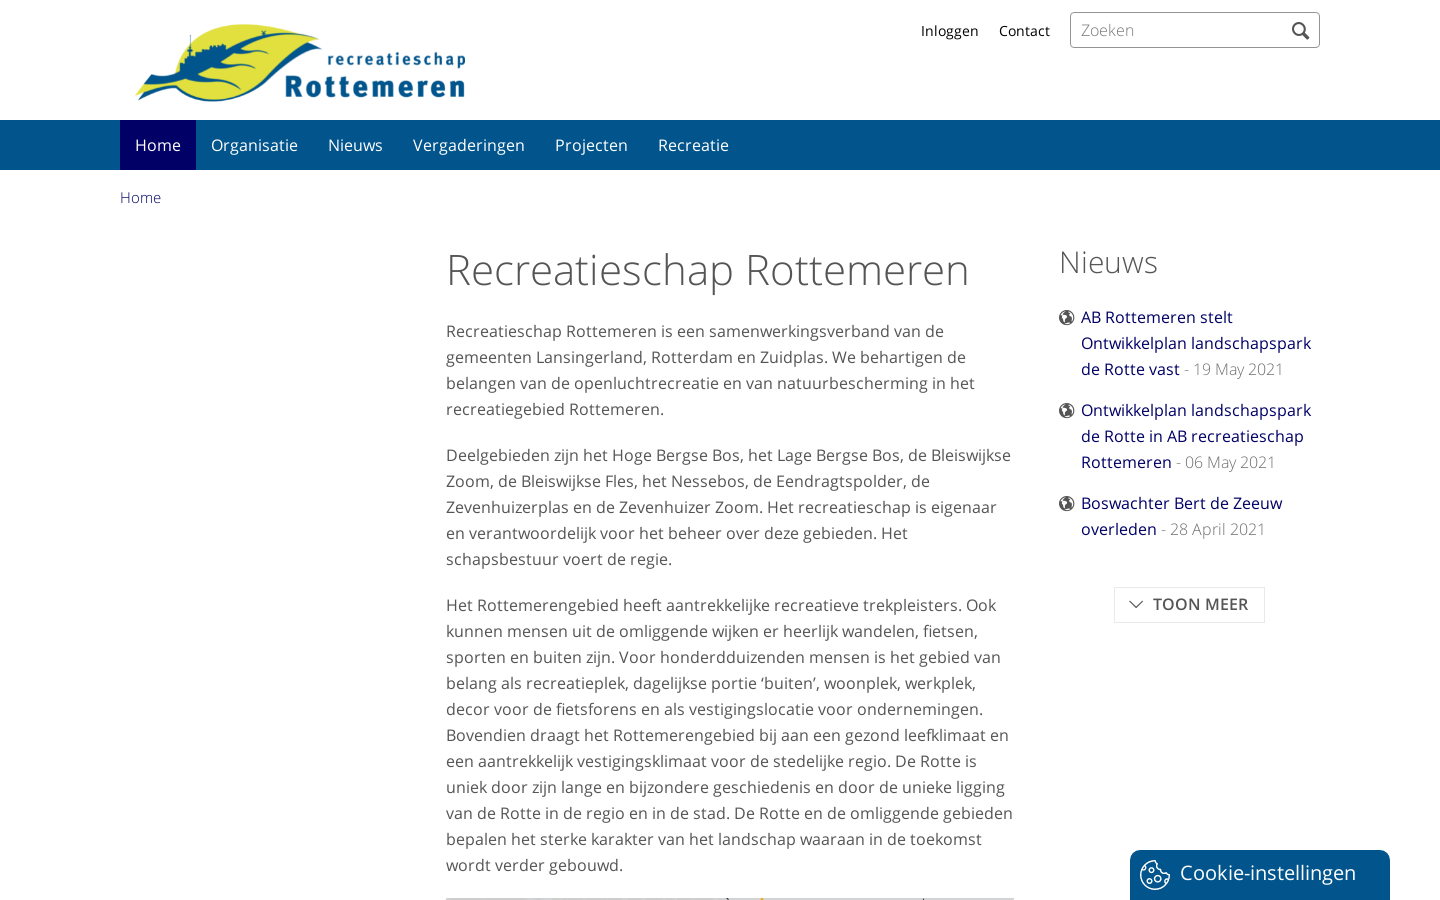 recreatieschap
Rottemeren
Inloggen
Contact
Zoeken
Home
Organisatie
Nieuws
Vergaderingen
Projecten
Recreatie
Home
Recreatieschap Rottemeren
Recreatieschap Rottemeren is een samenwerkingsverband van de
gemeenten Lansingerland, Rotterdam en Zuidplas. We behartigen de
belangen van de openluchtrecreatie en van natuurbescherming in het
recreatiegebied Rottemeren.
Deelgebieden zijn het Hoge Bergse Bos, het Lage Bergse Bos, de Bleiswijkse
Zoom, de Bleiswijkse Fles, het Nessebos, de Eendragtspolder, de
Zevenhuizerplas en de Zevenhuizer Zoom. Het recreatieschap is eigenaar
en verantwoordelijk voor het beheer over deze gebieden. Het
schapsbestuur voert de regie.
Het Rottemerengebied heeft aantrekkelijke recreatieve trekpleisters. Ook
kunnen mensen uit de omliggende wijken er heerlijk wandelen, fietsen,
sporten en buiten zijn. Voor honderdduizenden mensen is het gebied van
belang als recreatieplek, dagelijkse portie ‘buiten’, woonplek, werkplek,
decor voor de fietsforens en als vestigingslocatie voor ondernemingen.
Bovendien draagt het Rottemerengebied bij aan een gezond leefklimaat en
een aantrekkelijk vestigingsklimaat voor de stedelijke regio. De Rotte is
uniek door zijn lange en bijzondere geschiedenis en door de unieke ligging
van de Rotte in de regio en in de stad. De Rotte en de omliggende gebieden
bepalen het sterke karakter van het landschap waaraan in de toekomst
wordt verder gebouwd.
Nieuws
AB Rottemeren stelt
Ontwikkelplan landschapspark
de Rotte vast - 19 May 2021
Ontwikkelplan landschapspark
de Rotte in AB recreatieschap
Rottemeren - 06 May 2021
Boswachter Bert de Zeeuw
overleden - 28 April 2021
TOON MEER
Cookie-instellingen